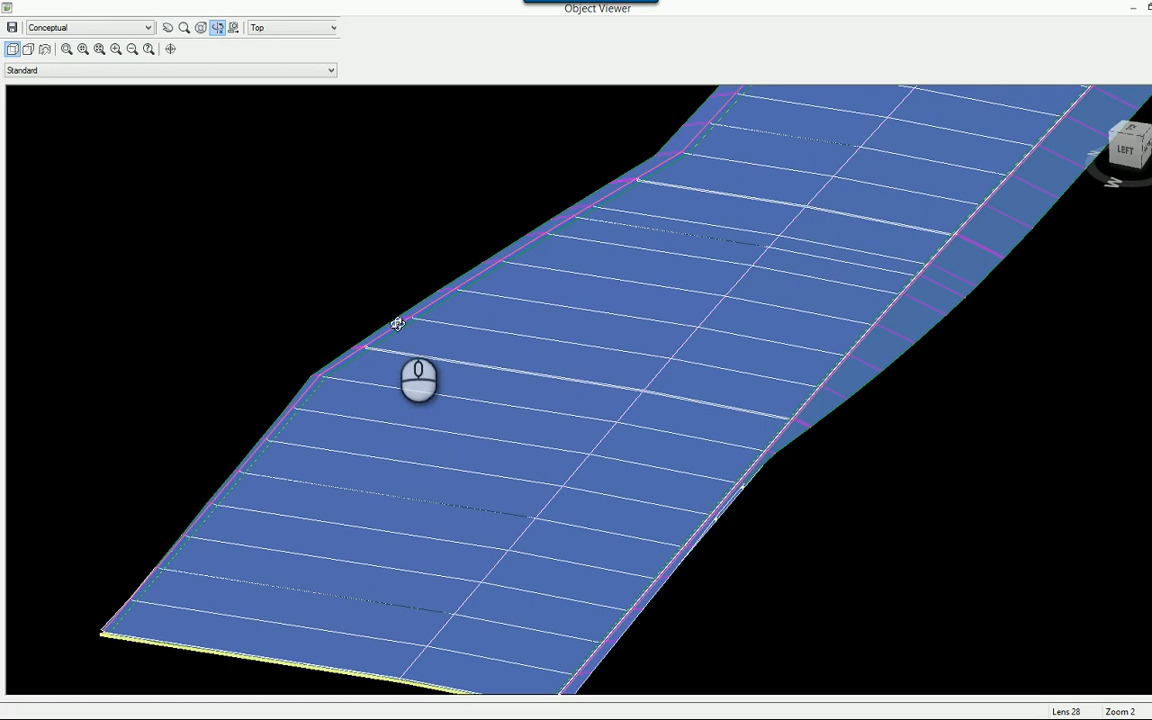 Object Viewer
Conceptual
Top
Standard
LEFT
W
Lens 28
Zoom 2